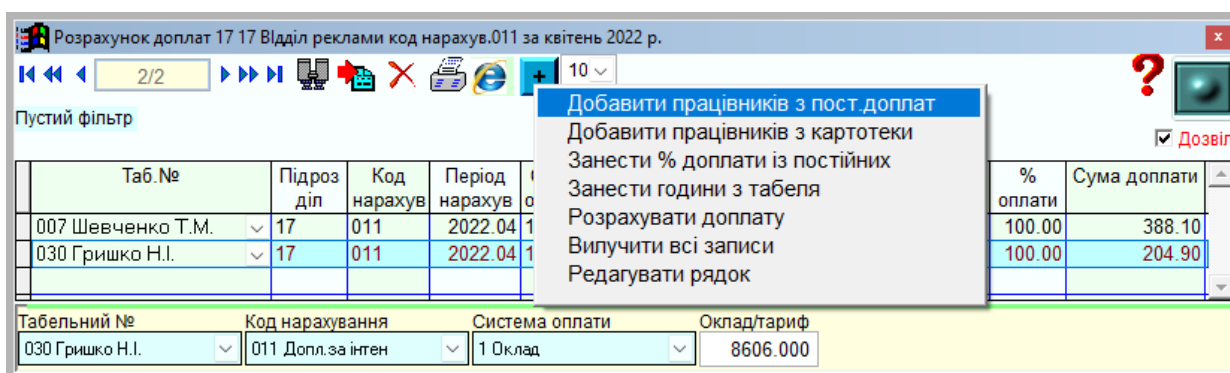 Розрахунок доплат 17 17 Відділ реклами код нарахув.011 за квітень 2022 р.
2/2
+
10
?
Пустий фільтр
Дозвіл
Добавити працівників з пост.доплат
Добавити працівників з картотеки
Занести % доплати із постійних
Занести години з табеля
Розрахувати доплату
Вилучити всі записи
Редагувати рядок
Таб.№ Підроз діл Код нарахув Період нарахув % оплати Сума доплати
007 Шевченко Т.М. 17 011 2022.04 1 100.00 388.10
030 Гришко Н.І. 17 011 2022.04 1 100.00 204.90
Табельний № Код нарахування Система оплати Оклад/тариф
030 Гришко Н.І. 011 Допл.за інтен 1 Оклад 8606.000